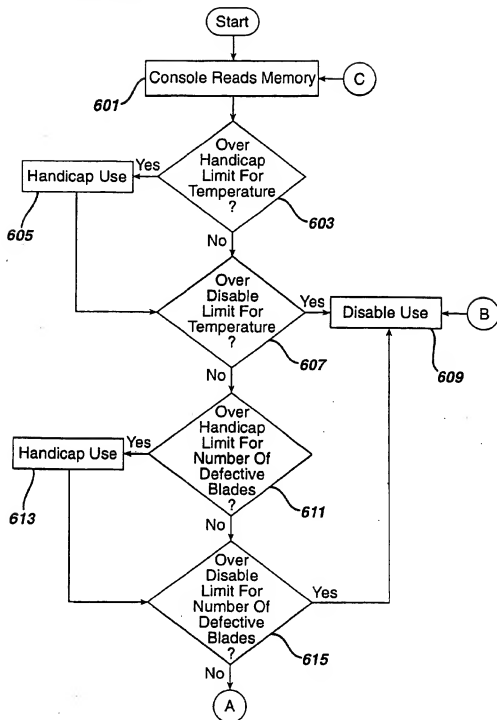 Start
Console Reads Memory
C
601
Over
Handicap
Limit For
Temperature
?
Yes
Handicap Use
605
603
No
Over
Disable
Limit For
Temperature
?
Yes
Disable Use
B
607
609
No
Over
Handicap
Limit For
Number Of
Defective
Blades
?
Yes
Handicap Use
613
611
No
Over
Disable
Limit For
Number Of
Defective
Blades
?
Yes
615
No
A